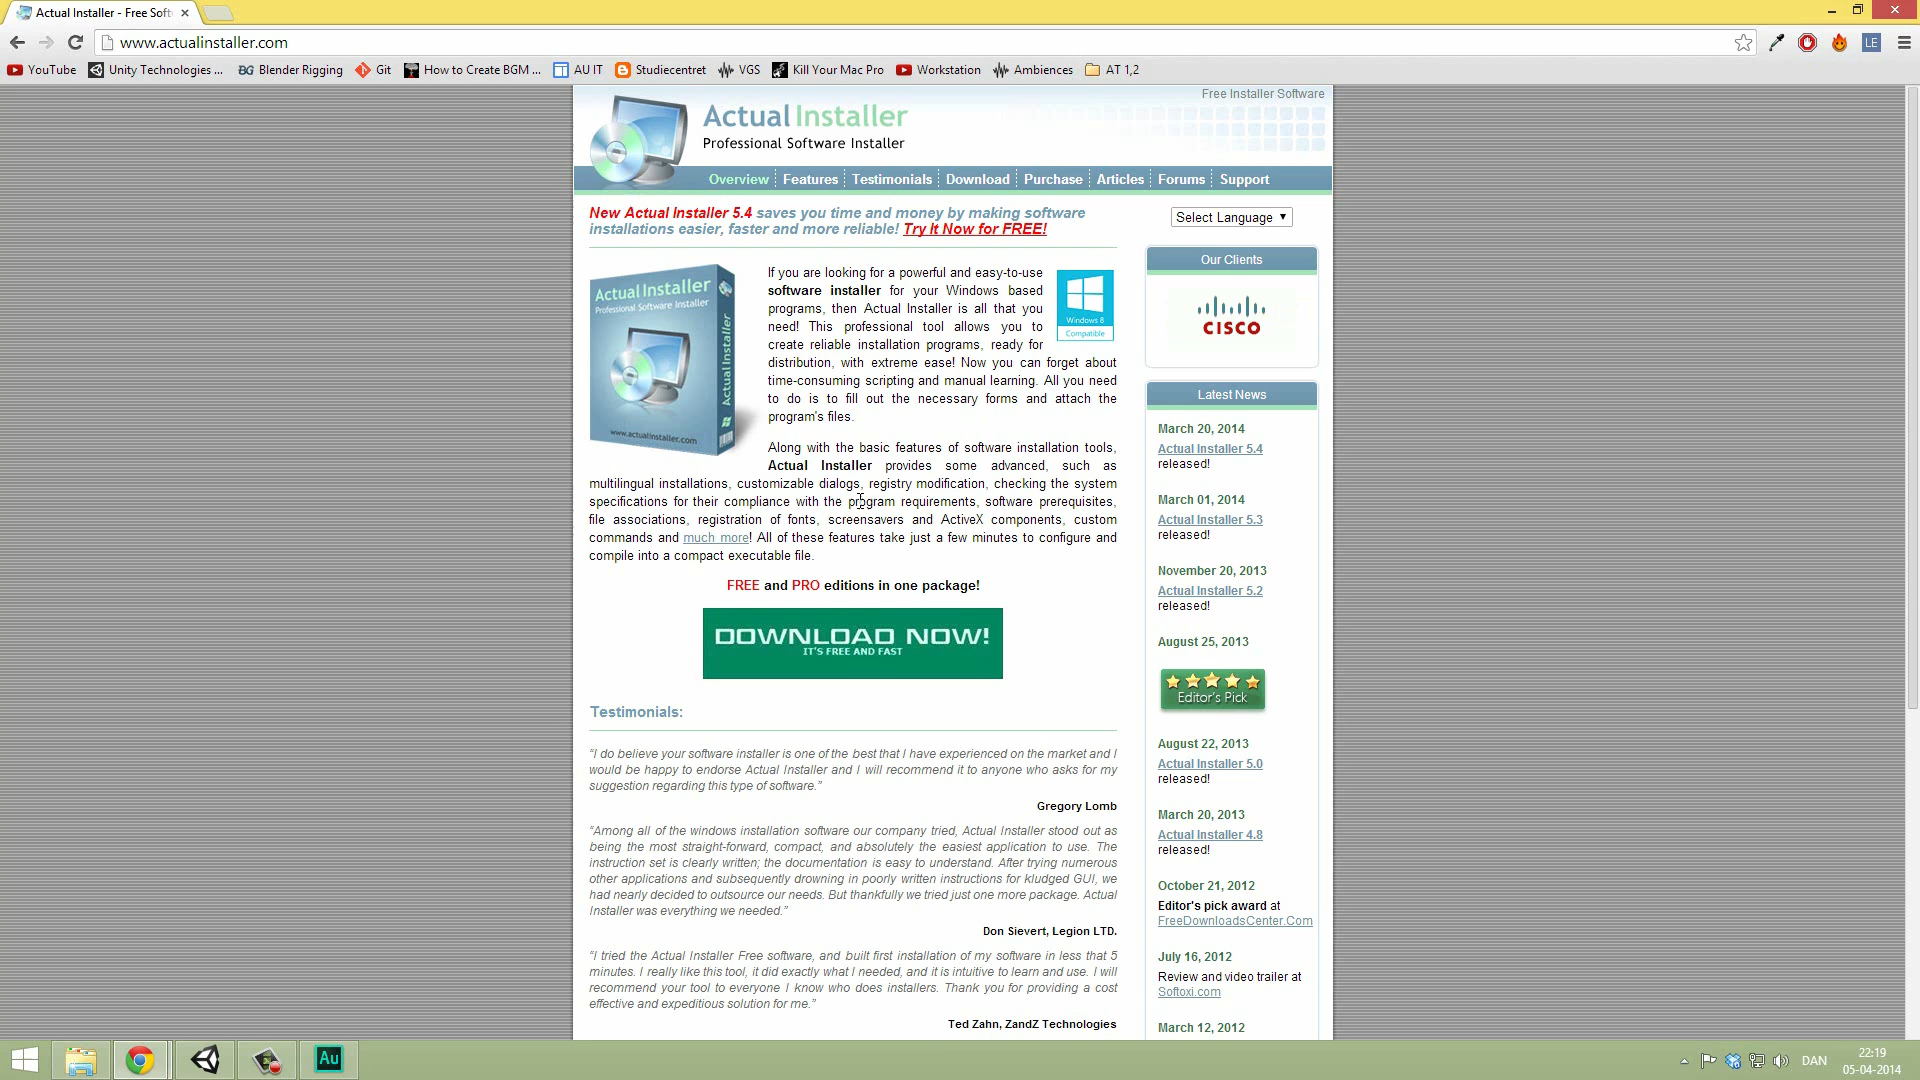 Actual Installer - Free Soft
www.actualinstaller.com
LE
YouTube
Unity Technologies ...
BG Blender Rigging
Git
How to Create BGM ...
AU IT
Studiecentret
VGS
Kill Your Mac Pro
Workstation
Ambiences
AT 1,2
Free Installer Software
Actual Installer
Professional Software Installer
Overview
Features
Testimonials
Download
Purchase
Articles
Forums
Support
New Actual Installer 5.4 saves you time and money by making software
installations easier, faster and more reliable! Try It Now for FREE!
Actual Installer
Professional Software Installer
Actual Installer
www.actualinstaller.com
If you are looking for a powerful and easy-to-use
software installer for your Windows based
programs, then Actual Installer is all that you
need! This professional tool allows you to
create reliable installation programs, ready for
distribution, with extreme ease! Now you can forget about
time-consuming scripting and manual learning. All you need
to do is to fill out the necessary forms and attach the
program's files.
Windows 8
Compatible
Along with the basic features of software installation tools,
Actual Installer provides some advanced, such as
multilingual installations, customizable dialogs, registry modification, checking the system
specifications for their compliance with the program requirements, software prerequisites,
file associations, registration of fonts, screensavers and ActiveX components, custom
commands and much more! All of these features take just a few minutes to configure and
compile into a compact executable file.
FREE and PRO editions in one package!
DOWNLOAD NOW!
IT'S FREE AND FAST
Testimonials:
“I do believe your software installer is one of the best that I have experienced on the market and I
would be happy to endorse Actual Installer and I will recommend it to anyone who asks for my
suggestion regarding this type of software.”
Gregory Lomb
“Among all of the windows installation software our company tried, Actual Installer stood out as
being the most straight-forward, compact, and absolutely the easiest application to use. The
instruction set is clearly written; the documentation is easy to understand. After trying numerous
other applications and subsequently drowning in poorly written instructions for kludged GUI, we
had nearly decided to outsource our needs. But thankfully we tried just one more package. Actual
Installer was everything we needed.”
Don Sievert, Legion LTD.
“I tried the Actual Installer Free software, and built first installation of my software in less that 5
minutes. I really like this tool, it did exactly what I needed, and it is intuitive to learn and use. I will
recommend your tool to everyone I know who does installers. Thank you for providing a cost
effective and expeditious solution for me.”
Ted Zahn, ZandZ Technologies
Select Language
Our Clients
CISCO
Latest News
March 20, 2014
Actual Installer 5.4
released!
March 01, 2014
Actual Installer 5.3
released!
November 20, 2013
Actual Installer 5.2
released!
August 25, 2013
Editor's Pick
August 22, 2013
Actual Installer 5.0
released!
March 20, 2013
Actual Installer 4.8
released!
October 21, 2012
Editor's pick award at
FreeDownloadsCenter.Com
July 16, 2012
Review and video trailer at
Softoxi.com
March 12, 2012
Au
DAN
22:19
05-04-2014